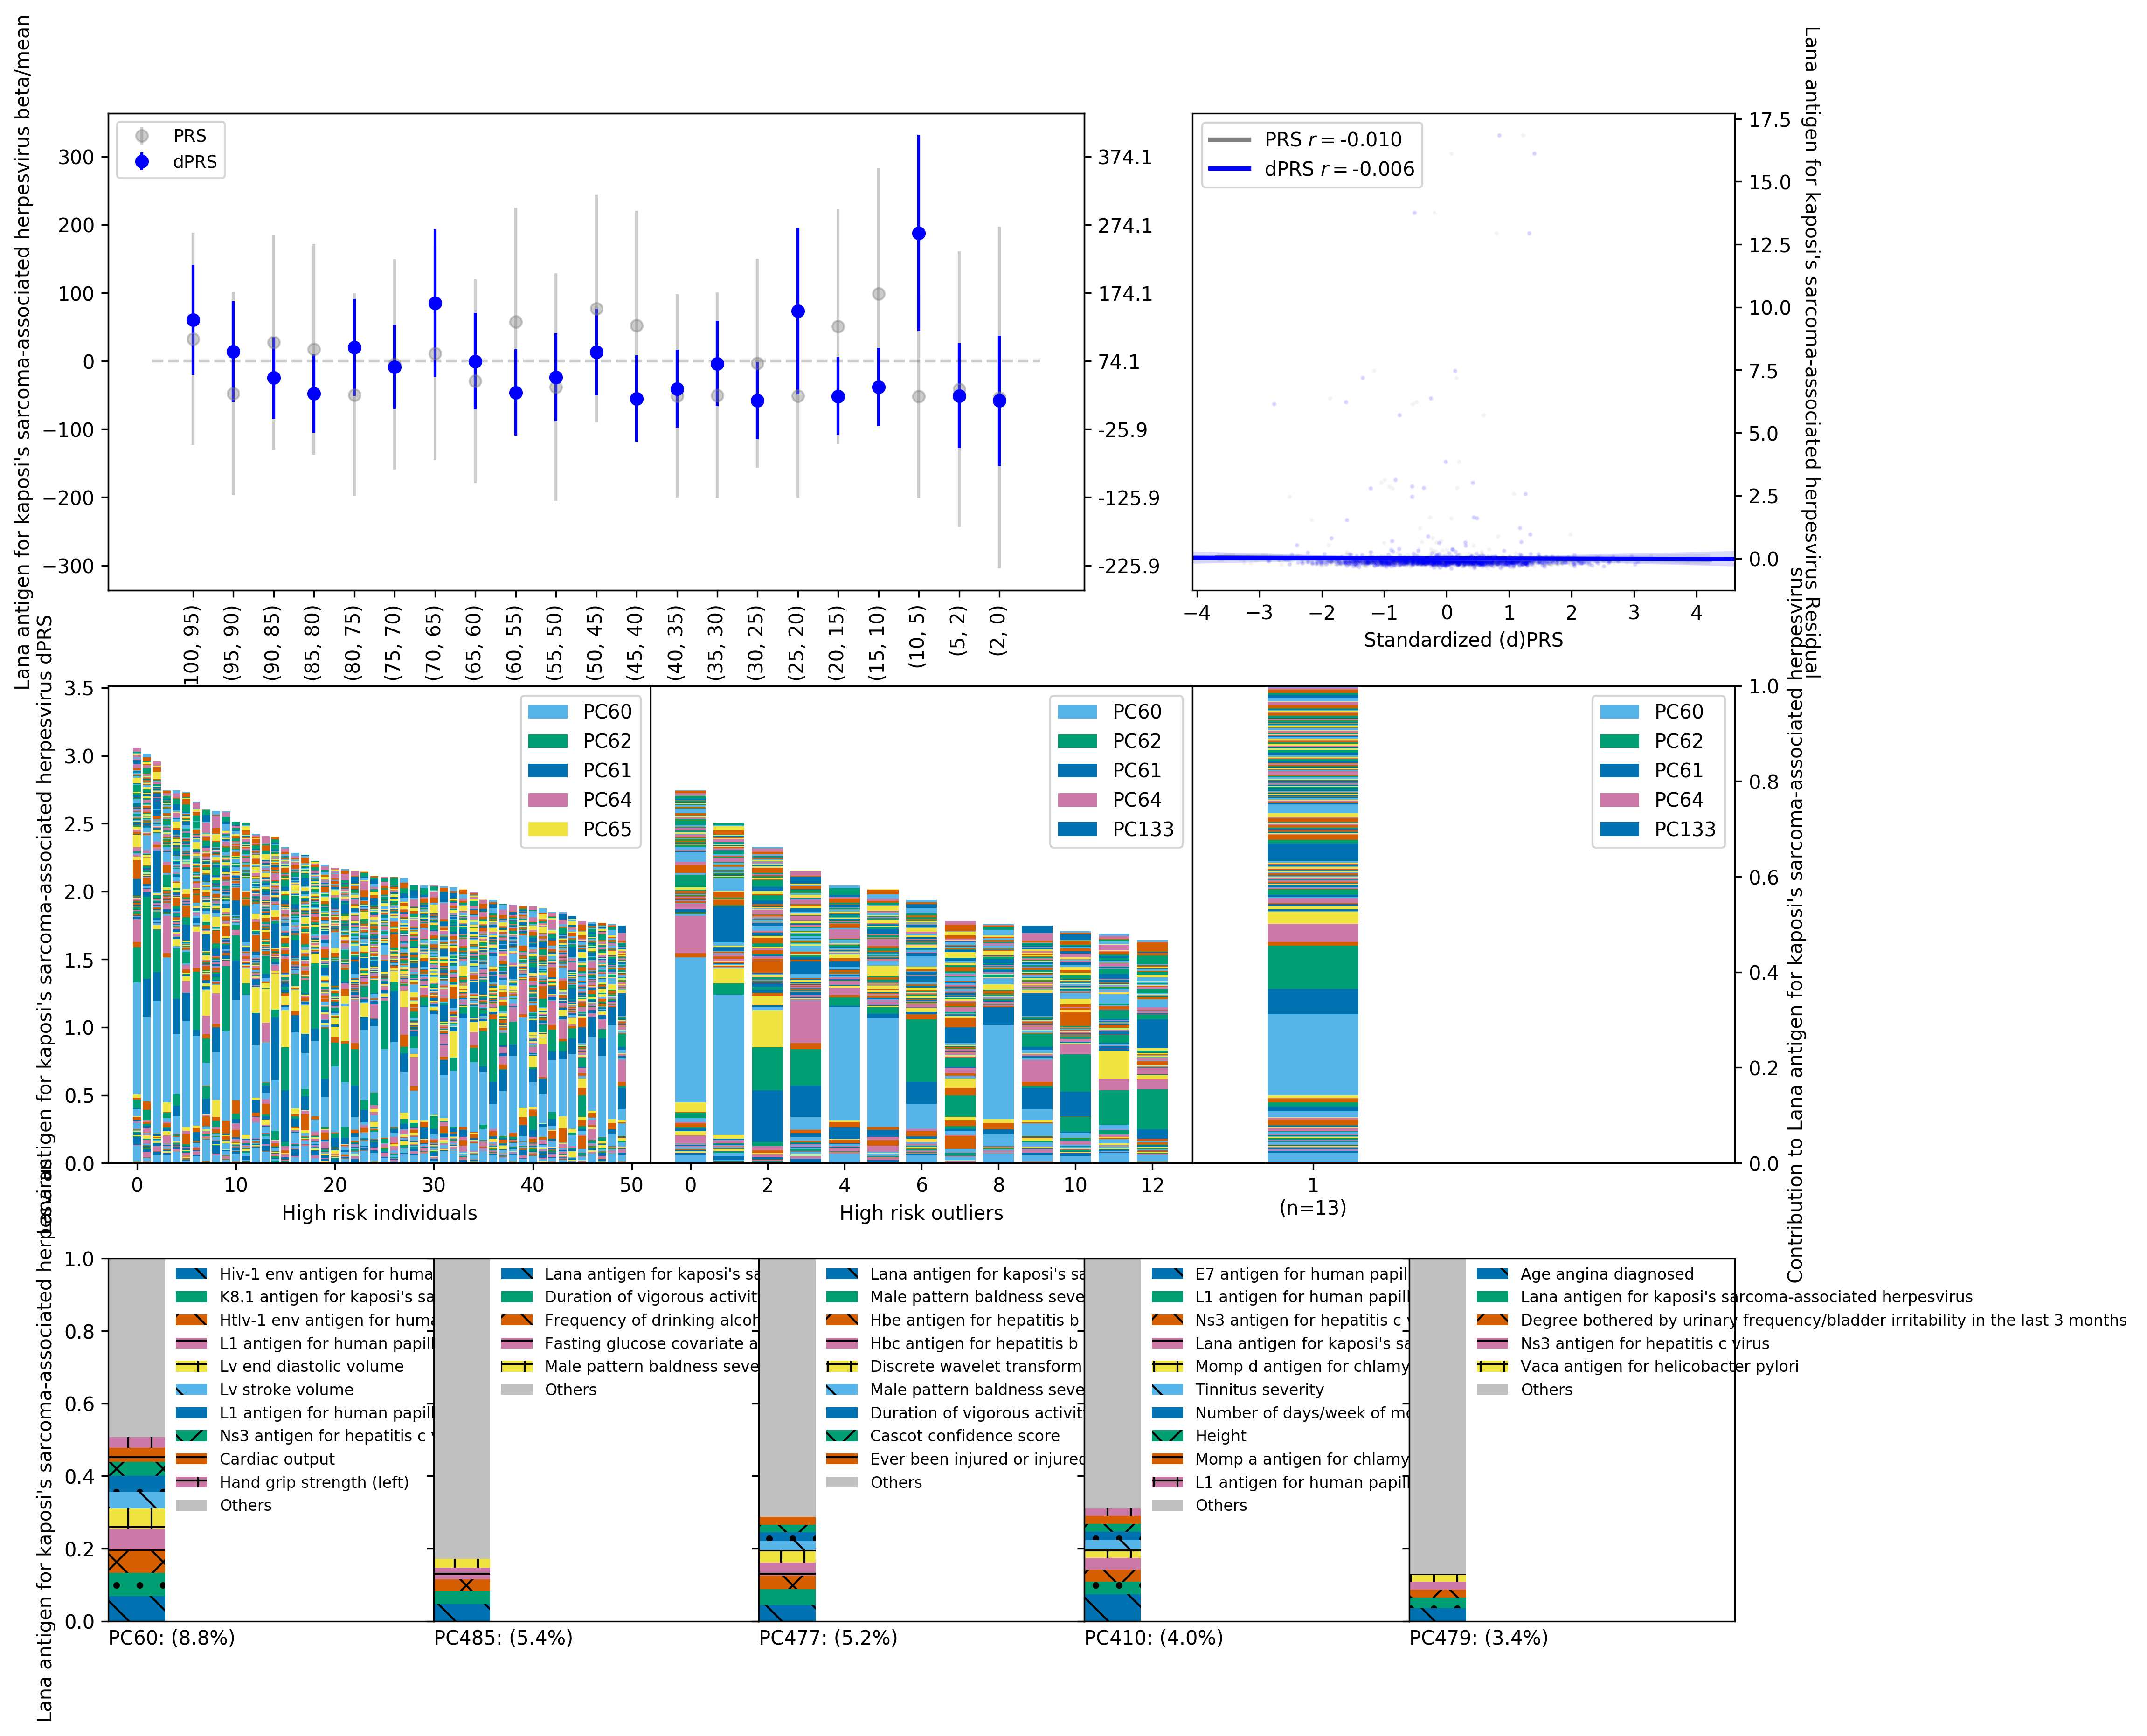 Lana antigen for kaposi's sarcoma-associated herpesvirus beta/mean
PRS
dPRS
300
200
100
0
−100
−200
−300
374.1
274.1
174.1
74.1
-25.9
-125.9
-225.9
100, 95)
(95, 90)
(90, 85)
(85, 80)
(80, 75)
(75, 70)
(70, 65)
(65, 60)
(60, 55)
(55, 50)
(50, 45)
(45, 40)
(40, 35)
(35, 30)
(30, 25)
(25, 20)
(20, 15)
(15, 10)
(10, 5)
(5, 2)
(2, 0)
PRS r = -0.010
dPRS r = -0.006
17.5
15.0
12.5
10.0
7.5
5.0
2.5
0.0
−4
−3
−2
−1
0
1
2
3
4
Standardized (d)PRS
Lana antigen for kaposi's sarcoma-associated herpesvirus Residual
antigen for kaposi's sarcoma-associated herpesvirus dPRS
3.5
3.0
2.5
2.0
1.5
1.0
0.5
0.0
PC60
PC62
PC61
PC64
PC65
0
10
20
30
40
50
High risk individuals
PC60
PC62
PC61
PC64
PC133
0
2
4
6
8
10
12
High risk outliers
PC60
PC62
PC61
PC64
PC133
1
(n=13)
1.0
0.8
0.6
0.4
0.2
0.0
Contribution to Lana antigen for kaposi's sarcoma-associated herpesvirus
Lana antigen for kaposi's sarcoma-associated herpesvirus
1.0
0.8
0.6
0.4
0.2
0.0
Hiv-1 env antigen for huma
K8.1 antigen for kaposi's sa
Htlv-1 env antigen for huma
L1 antigen for human papill
Lv end diastolic volume
Lv stroke volume
L1 antigen for human papill
Ns3 antigen for hepatitis c v
Cardiac output
Hand grip strength (left)
Others
PC60: (8.8%)
Lana antigen for kaposi's sa
Duration of vigorous activit
Frequency of drinking alcoh
Fasting glucose covariate a
Male pattern baldness seve
Others
PC485: (5.4%)
Lana antigen for kaposi's sa
Male pattern baldness seve
Hbe antigen for hepatitis b
Hbc antigen for hepatitis b
Discrete wavelet transform
Male pattern baldness seve
Duration of vigorous activit
Cascot confidence score
Ever been injured or injured
Others
PC477: (5.2%)
E7 antigen for human papil
L1 antigen for human papill
Ns3 antigen for hepatitis c v
Lana antigen for kaposi's sa
Momp d antigen for chlamy
Tinnitus severity
Number of days/week of mo
Height
Momp a antigen for chlamy
L1 antigen for human papill
Others
PC410: (4.0%)
Age angina diagnosed
Lana antigen for kaposi's sarcoma-associated herpesvirus
Degree bothered by urinary frequency/bladder irritability in the last 3 months
Ns3 antigen for hepatitis c virus
Vaca antigen for helicobacter pylori
Others
PC479: (3.4%)